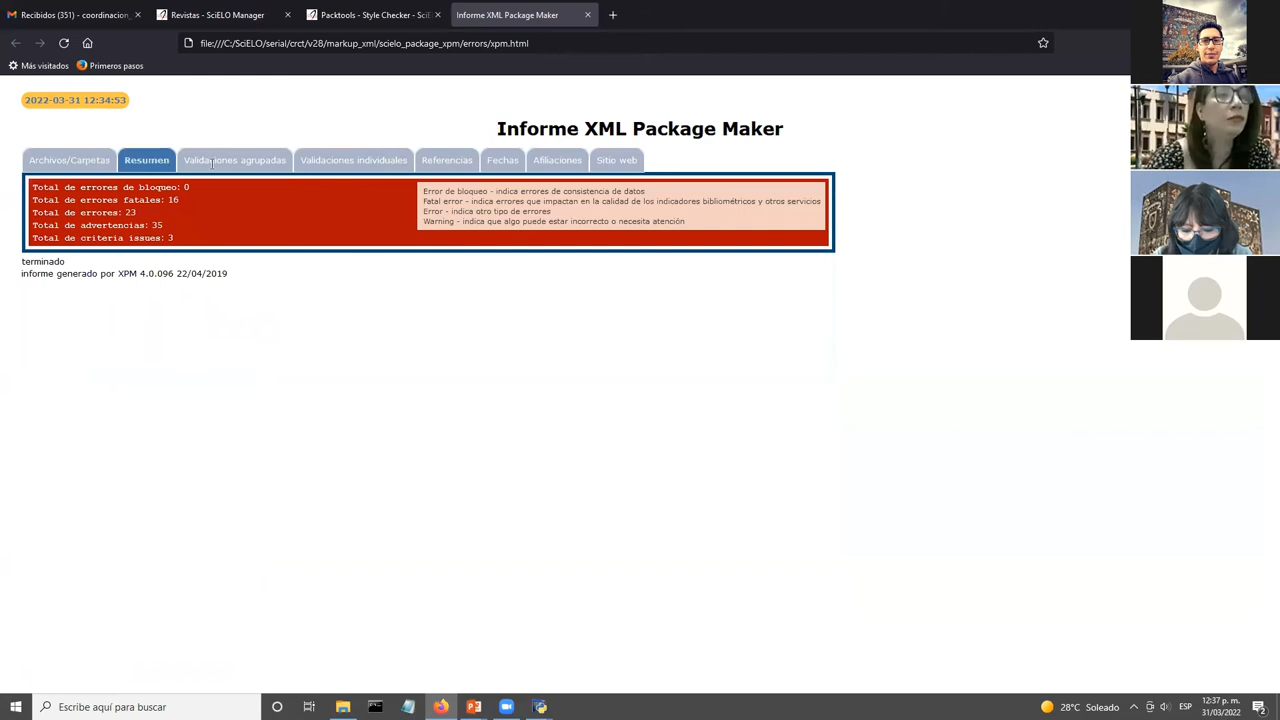 Recibidos (351) - coordinacion_
Revistas - SciELO Manager
Packtools - Style Checker - SciEL
Informe XML Package Maker
file:///C:/SciELO/serial/crct/v28/markup_xml/scielo_package_xpm/errors/xpm.html
Más visitados
Primeros pasos
2022-03-31 12:34:53
Informe XML Package Maker
Archivos/Carpetas
Resumen
Validaciones agrupadas
Validaciones individuales
Referencias
Fechas
Afiliaciones
Sitio web
Total de errores de bloqueo: 0
Total de errores fatales: 16
Total de errores: 23
Total de advertencias: 35
Total de criteria issues: 3
Error de bloqueo - indica errores de consistencia de datos
Fatal error - indica errores que impactan en la calidad de los indicadores bibliométricos y otros servicios
Error - indica otro tipo de errores
Warning - indica que algo puede estar incorrecto o necesita atención
terminado
informe generado por XPM 4.0.096 22/04/2019
Escribe aquí para buscar
28°C Soleado
ESP
12:37 p. m.
31/03/2022
2